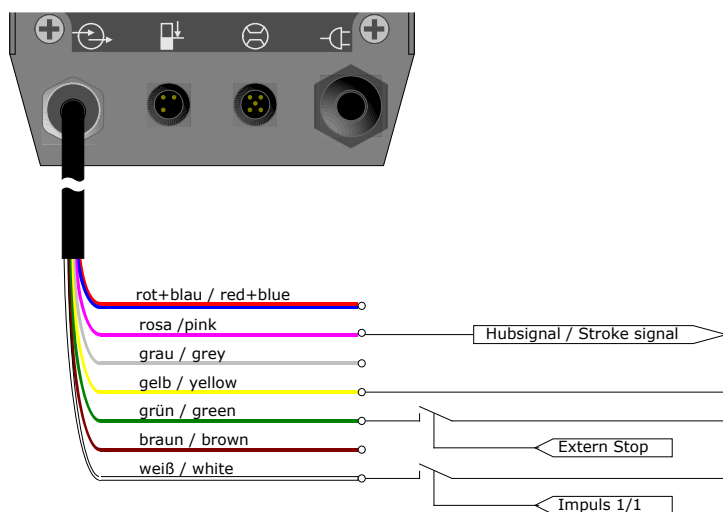 rot+blau / red+blue
rosa /pink
Hubsignal / Stroke signal
grau / grey
gelb / yellow
grün / green
braun / brown
Extern Stop
weiß / white
Impuls 1/1